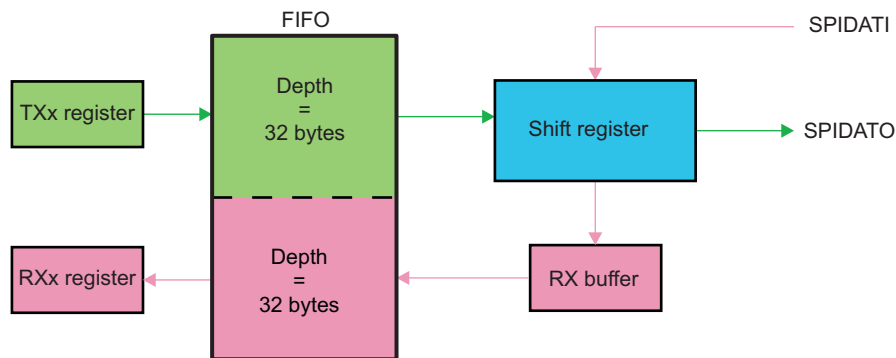 FIFO
SPIDATI
TXx register
Depth
=
32 bytes
Shift register
SPIDATO
RXx register
Depth
=
32 bytes
RX buffer